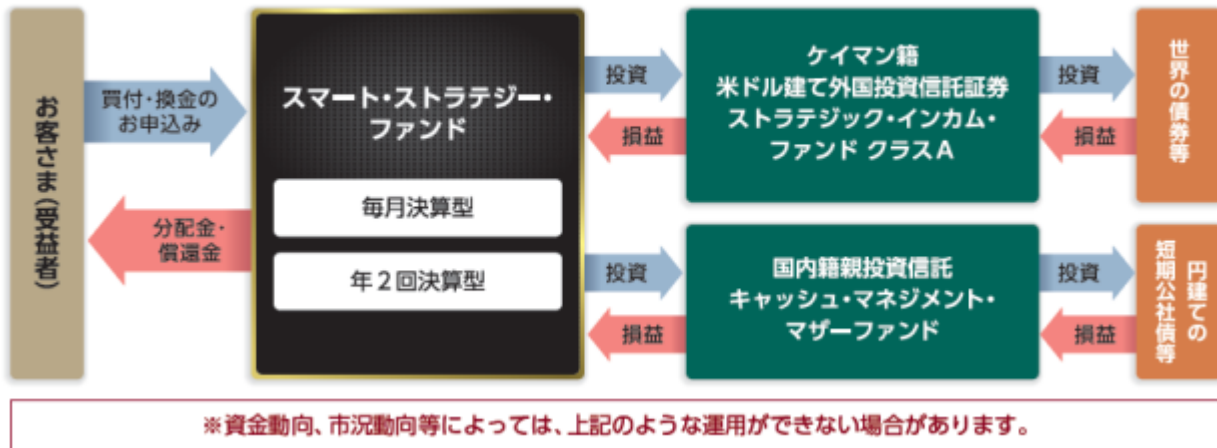 お客さま(受益者)
買付・換金の
お申込み
分配金・
償還金
スマート・ストラテジー・
ファンド
毎月決算型
年2回決算型
投資
損益
ケイマン籍
米ドル建て外国投資信託証券
ストラテジック・インカム・
ファンド クラスA
投資
損益
世界の債券等
投資
損益
国内籍親投資信託
キャッシュ・マネジメント・
マザーファンド
投資
損益
円建ての
短期公社債等
※資金動向、市況動向等によっては、上記のような運用ができない場合があります。